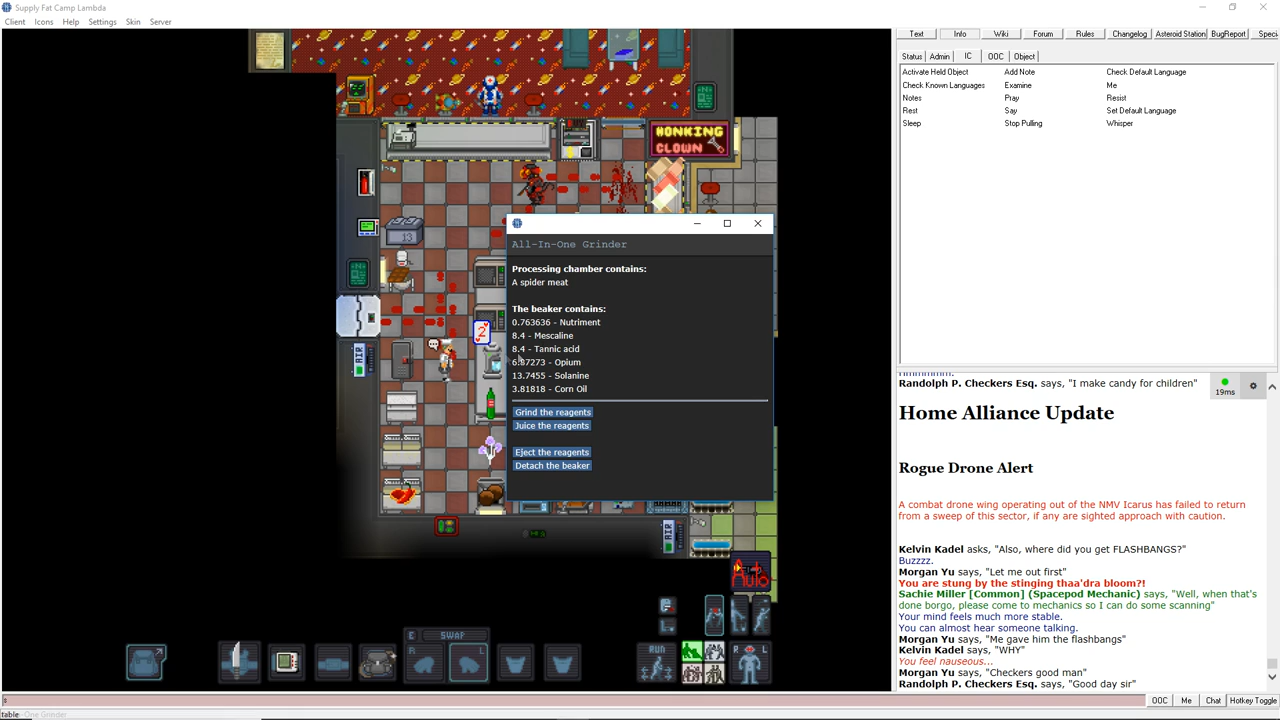 Supply Fat Camp Lambda
Client Icons Help Settings Skin Server
Text Info Wiki Forum Rules Changelog Asteroid Station BugReport Speci
Status Admin IC OOC Object
Activate Held Object Add Note Check Default Language
Check Known Languages Examine Me
Notes Pray Resist
Rest Say Set Default Language
Sleep Stop Pulling Whisper
HONKING
CLOWN
13
2
All-In-One Grinder
Processing chamber contains:
A spider meat
The beaker contains:
0.763636 - Nutriment
8.4 - Mescaline
8.4 - Tannic acid
6.87273 - Opium
13.7455 - Solanine
3.81818 - Corn Oil
Grind the reagents
Juice the reagents
Eject the reagents
Detach the beaker
AIR
AIR
Auto
E SWAP
R L
RUN
R L
Randolph P. Checkers Esq. says, "I make candy for children"
19ms
Home Alliance Update
Rogue Drone Alert
A combat drone wing operating out of the NMV Icarus has failed to return
from a sweep of this sector, if any are sighted approach with caution.
Kelvin Kadel asks, "Also, where did you get FLASHBANGS?"
Buzzzz.
Morgan Yu says, "Let me out first"
You are stung by the stinging thaa'dra bloom?!
Sachie Miller [Common] (Spacepod Mechanic) says, "Well, when that's
done borgo, please come to mechanics so I can do some scanning"
Your mind feels much more stable.
You can almost hear someone talking.
Morgan Yu says, "Me gave him the flashbangs"
Kelvin Kadel says, "WHY"
You feel nauseous...
Morgan Yu says, "Checkers good man"
Randolph P. Checkers Esq. says, "Good day sir"
OOC Me Chat Hotkey Toggle
table